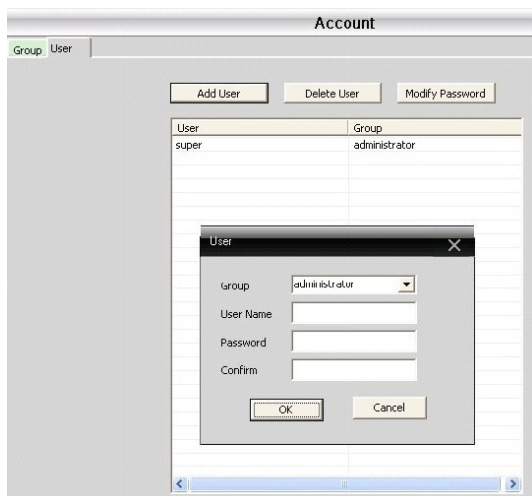 Account
Group User
Add User Delete User Modify Password
User Group
super administrator
User
Group administrator
User Name
Password
Confirm
OK Cancel